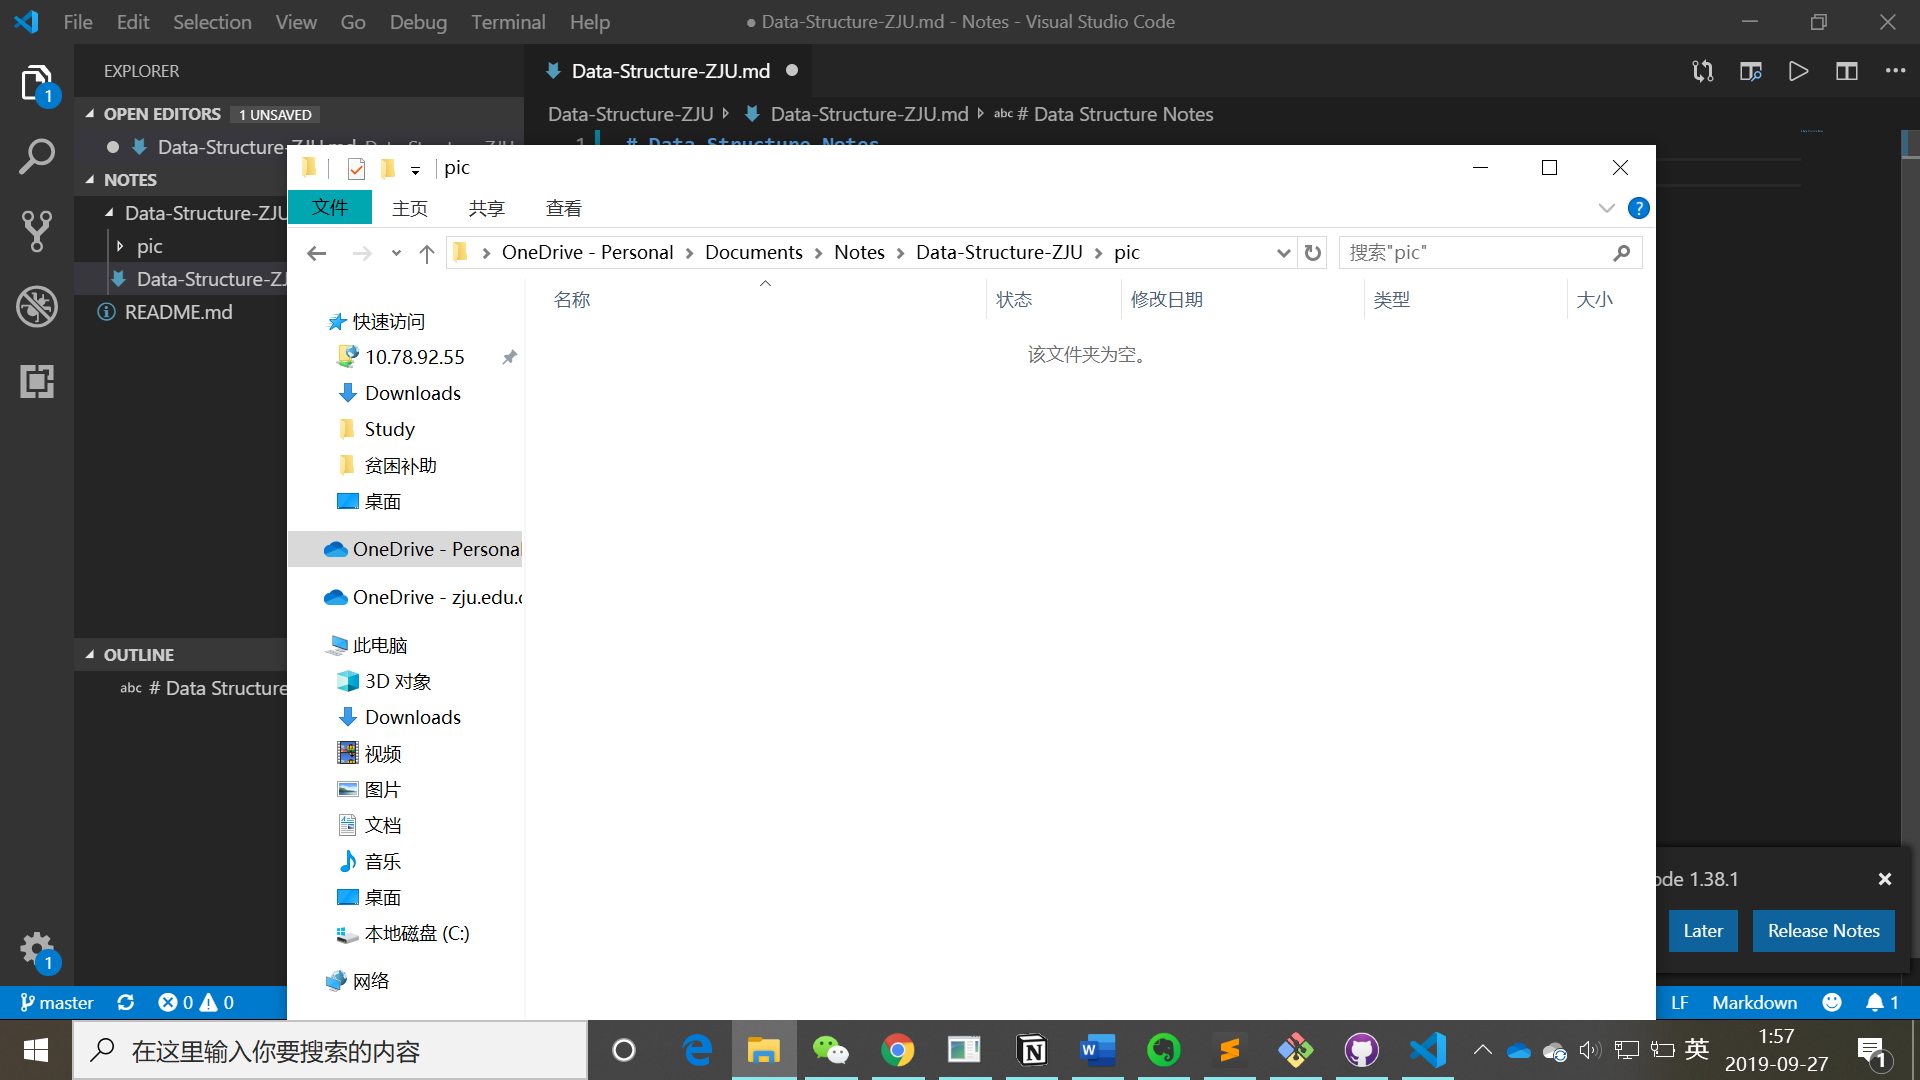 File Edit Selection View Go Debug Terminal Help
● Data-Structure-ZJU.md - Notes - Visual Studio Code
EXPLORER
Data-Structure-ZJU.md
1
OPEN EDITORS 1 UNSAVED
Data-Structure-ZJU > Data-Structure-ZJU.md > abc # Data Structure Notes
Data-Structure-ZJU.md Data-Structure-ZJU
1 # Data Structure Notes
NOTES
Data-Structure-ZJU
pic
Data-Structure-ZJ
README.md
OUTLINE
abc # Data Structure
pic
文件 主页 共享 查看
OneDrive - Personal > Documents > Notes > Data-Structure-ZJU > pic
搜索"pic"
名称 状态 修改日期 类型 大小
该文件夹为空。
快速访问
10.78.92.55
Downloads
Study
贫困补助
桌面
OneDrive - Personal
OneDrive - zju.edu.c
此电脑
3D 对象
Downloads
视频
图片
文档
音乐
桌面
本地磁盘 (C:)
网络
ode 1.38.1
Later Release Notes
1
master 0 0
LF Markdown 1
在这里输入你要搜索的内容
英
1:57
2019-09-27
1